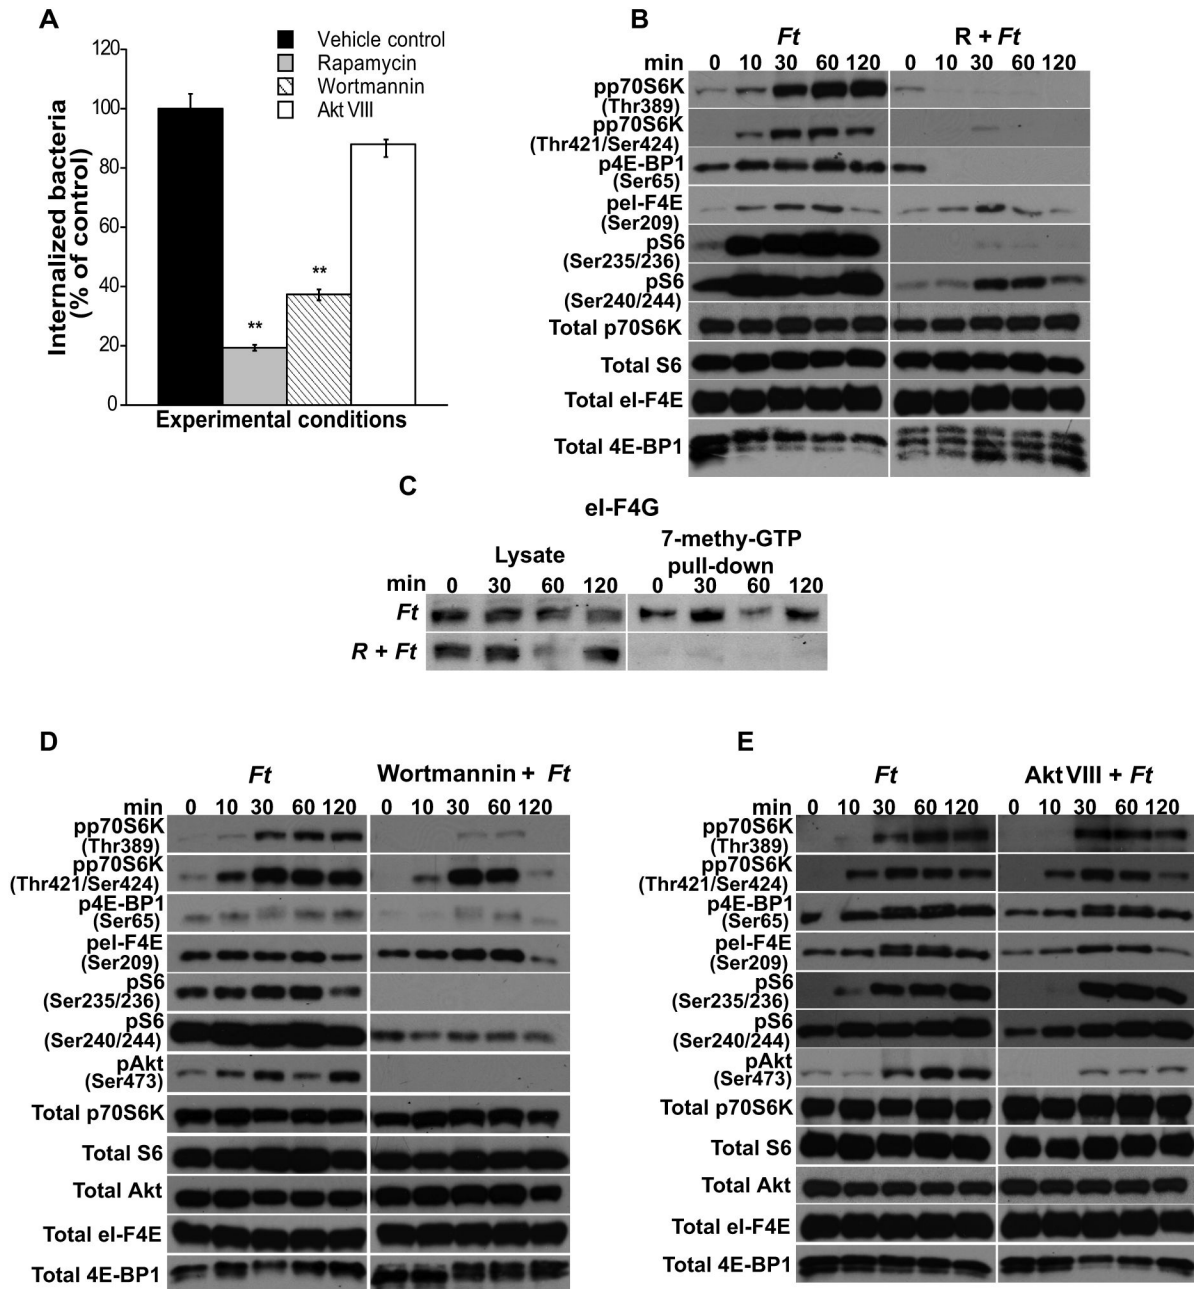 A
120
100
80
60
40
20
0
Internalized bacteria
(% of control)
Vehicle control
Rapamycin
Wortmannin
Akt VIII
**
**
Experimental conditions
B
Ft
R + Ft
min 0 10 30 60 120 0 10 30 60 120
pp70S6K
(Thr389)
pp70S6K
(Thr421/Ser424)
p4E-BP1
(Ser65)
peI-F4E
(Ser209)
pS6
(Ser235/236)
pS6
(Ser240/244)
Total p70S6K
Total S6
Total eI-F4E
Total 4E-BP1
C
eI-F4G
Lysate
7-methy-GTP
pull-down
min 0 30 60 120 0 30 60 120
Ft
R + Ft
D
Ft
Wortmannin + Ft
min 0 10 30 60 120 0 10 30 60 120
pp70S6K
(Thr389)
pp70S6K
(Thr421/Ser424)
p4E-BP1
(Ser65)
peI-F4E
(Ser209)
pS6
(Ser235/236)
pS6
(Ser240/244)
pAkt
(Ser473)
Total p70S6K
Total S6
Total Akt
Total eI-F4E
Total 4E-BP1
E
Ft
Akt VIII + Ft
min 0 10 30 60 120 0 10 30 60 120
pp70S6K
(Thr389)
pp70S6K
(Thr421/Ser424)
p4E-BP1
(Ser65)
peI-F4E
(Ser209)
pS6
(Ser235/236)
pS6
(Ser240/244)
pAkt
(Ser473)
Total p70S6K
Total S6
Total Akt
Total eI-F4E
Total 4E-BP1